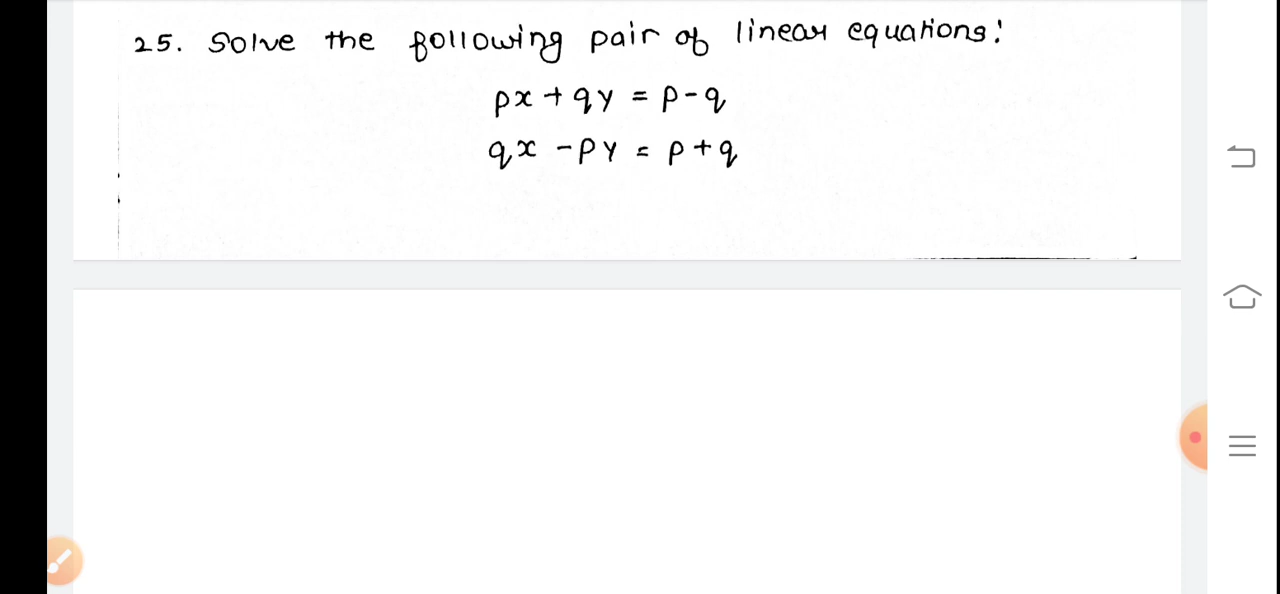 25. Solve the following pair of linear equations:
px + qy = p - q
qx - py = p + q